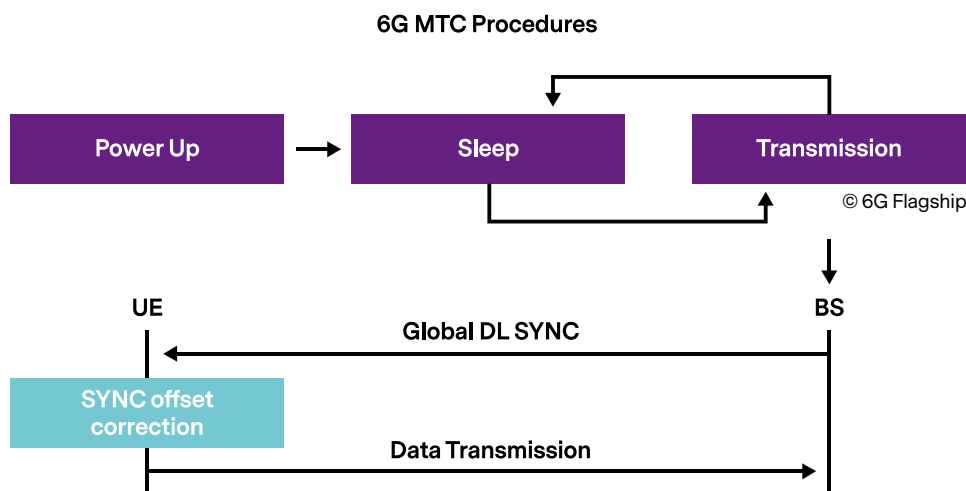 6G MTC Procedures
Power Up
Sleep
Transmission
© 6G Flagship
UE
BS
Global DL SYNC
SYNC offset
correction
Data Transmission